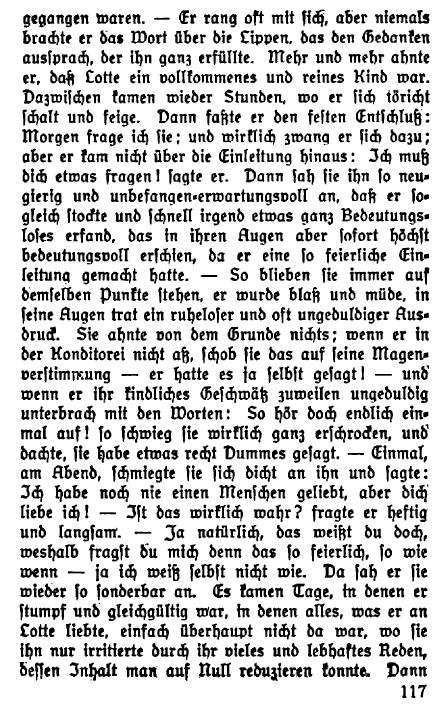 gegangen waren. — Er rang oft mit sich, aber niemals
brachte er das Wort über die Lippen, das den Gedanken
aussprach, der ihn ganz erfüllte. Mehr und mehr ahnte
er, daß Lotte ein vollkommenes und reines Kind war.
Dazwischen kamen wieder Stunden, wo er sich töricht
schalt und feige. Dann faßte er den festen Entschluß:
Morgen frage ich sie; und wirklich zwang er sich dazu;
aber er kam nicht über die Einleitung hinaus: Ich muß
dich etwas fragen! sagte er. Dann sah sie ihn so neu-
gierig und unbefangen-erwartungsvoll an, daß er so-
gleich stockte und schnell irgend etwas ganz Bedeutungs-
loses erfand, das in ihren Augen aber sofort höchst
bedeutungsvoll erschien, da er eine so feierliche Ein-
leitung gemacht hatte. — So blieben sie immer auf
demselben Punkte stehen, er wurde blaß und müde, in
seine Augen trat ein ruheloser und oft ungeduldiger Aus-
druck. Sie ahnte von dem Grunde nichts; wenn er in
der Konditorei nicht aß, schob sie das auf seine Magen-
verstimmung — er hatte es ja selbst gesagt! — und
wenn er ihr kindliches Geschwätz zuweilen ungeduldig
unterbrach mit den Worten: So hör doch endlich ein-
mal auf! so schwieg sie wirklich ganz erschrocken, und
dachte, sie habe etwas recht Dummes gesagt. — Einmal,
am Abend, schmiegte sie sich dicht an ihn und sagte:
Ich habe noch nie einen Menschen geliebt, aber dich
liebe ich! — Ist das wirklich wahr? fragte er heftig
und langsam. — Ja natürlich, das weißt du doch,
weshalb fragst du mich denn das so feierlich, so wie
wenn — ja ich weiß selbst nicht wie. Da sah er sie
wieder so sonderbar an. Es kamen Tage, in denen er
stumpf und gleichgültig war, in denen alles, was er an
Lotte liebte, einfach überhaupt nicht da war, wo sie
ihn nur irritierte durch ihr vieles und lebhaftes Reden,
dessen Inhalt man auf Null reduzieren konnte. Dann
117